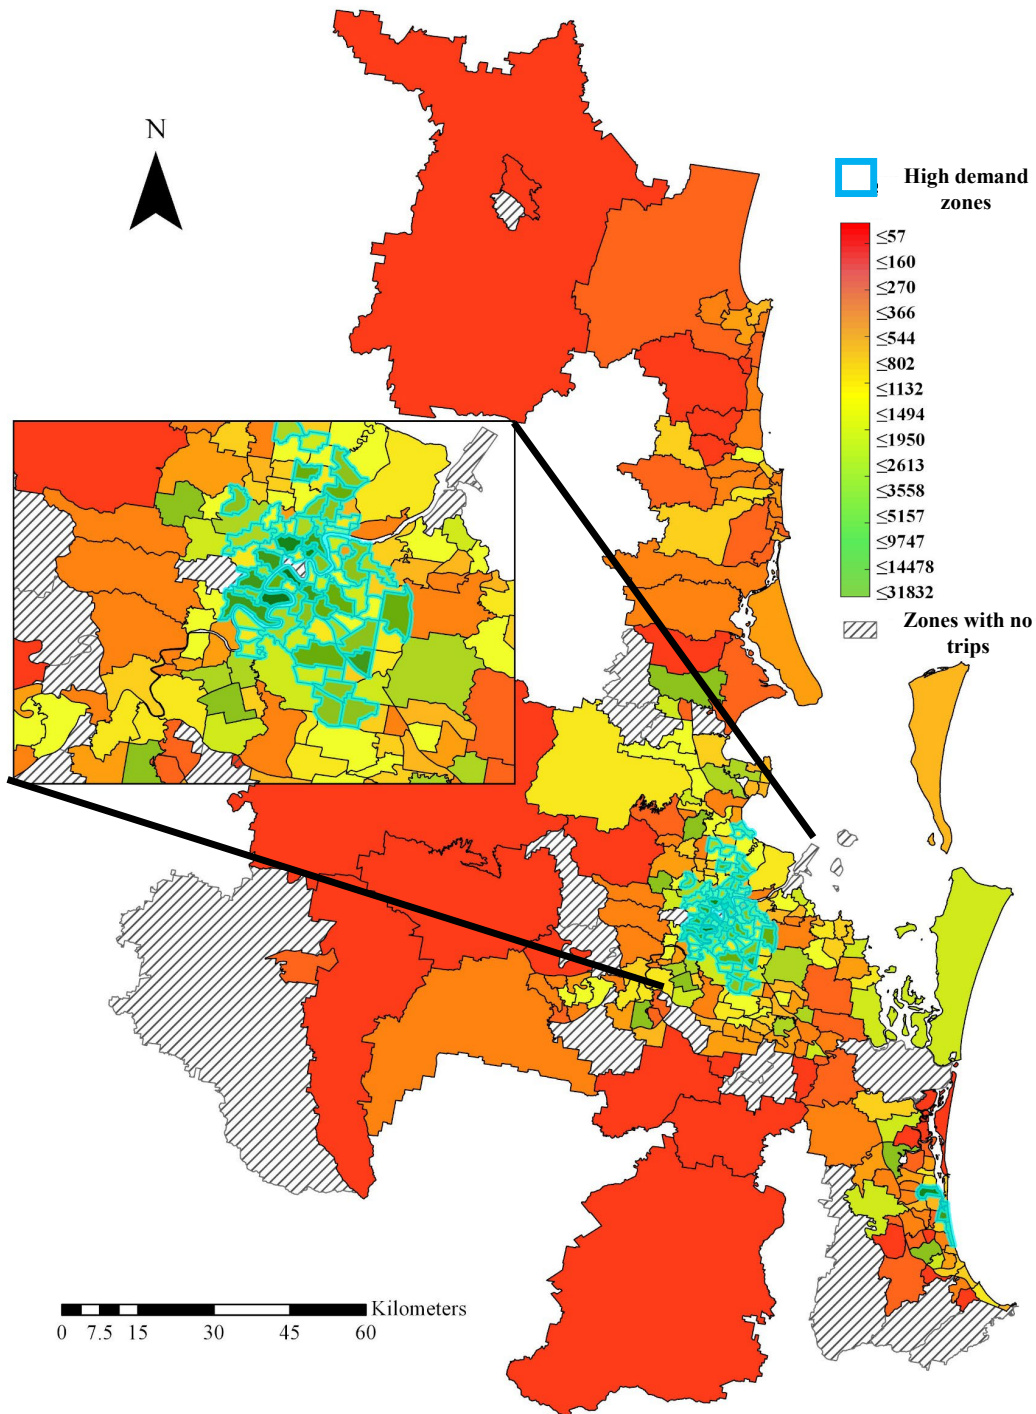 N
High demand
zones
≤57
≤160
≤270
≤366
≤544
≤802
≤1132
≤1494
≤1950
≤2613
≤3558
≤5157
≤9747
≤14478
≤31832
Zones with no
trips
Kilometers
0 7.5 15 30 45 60